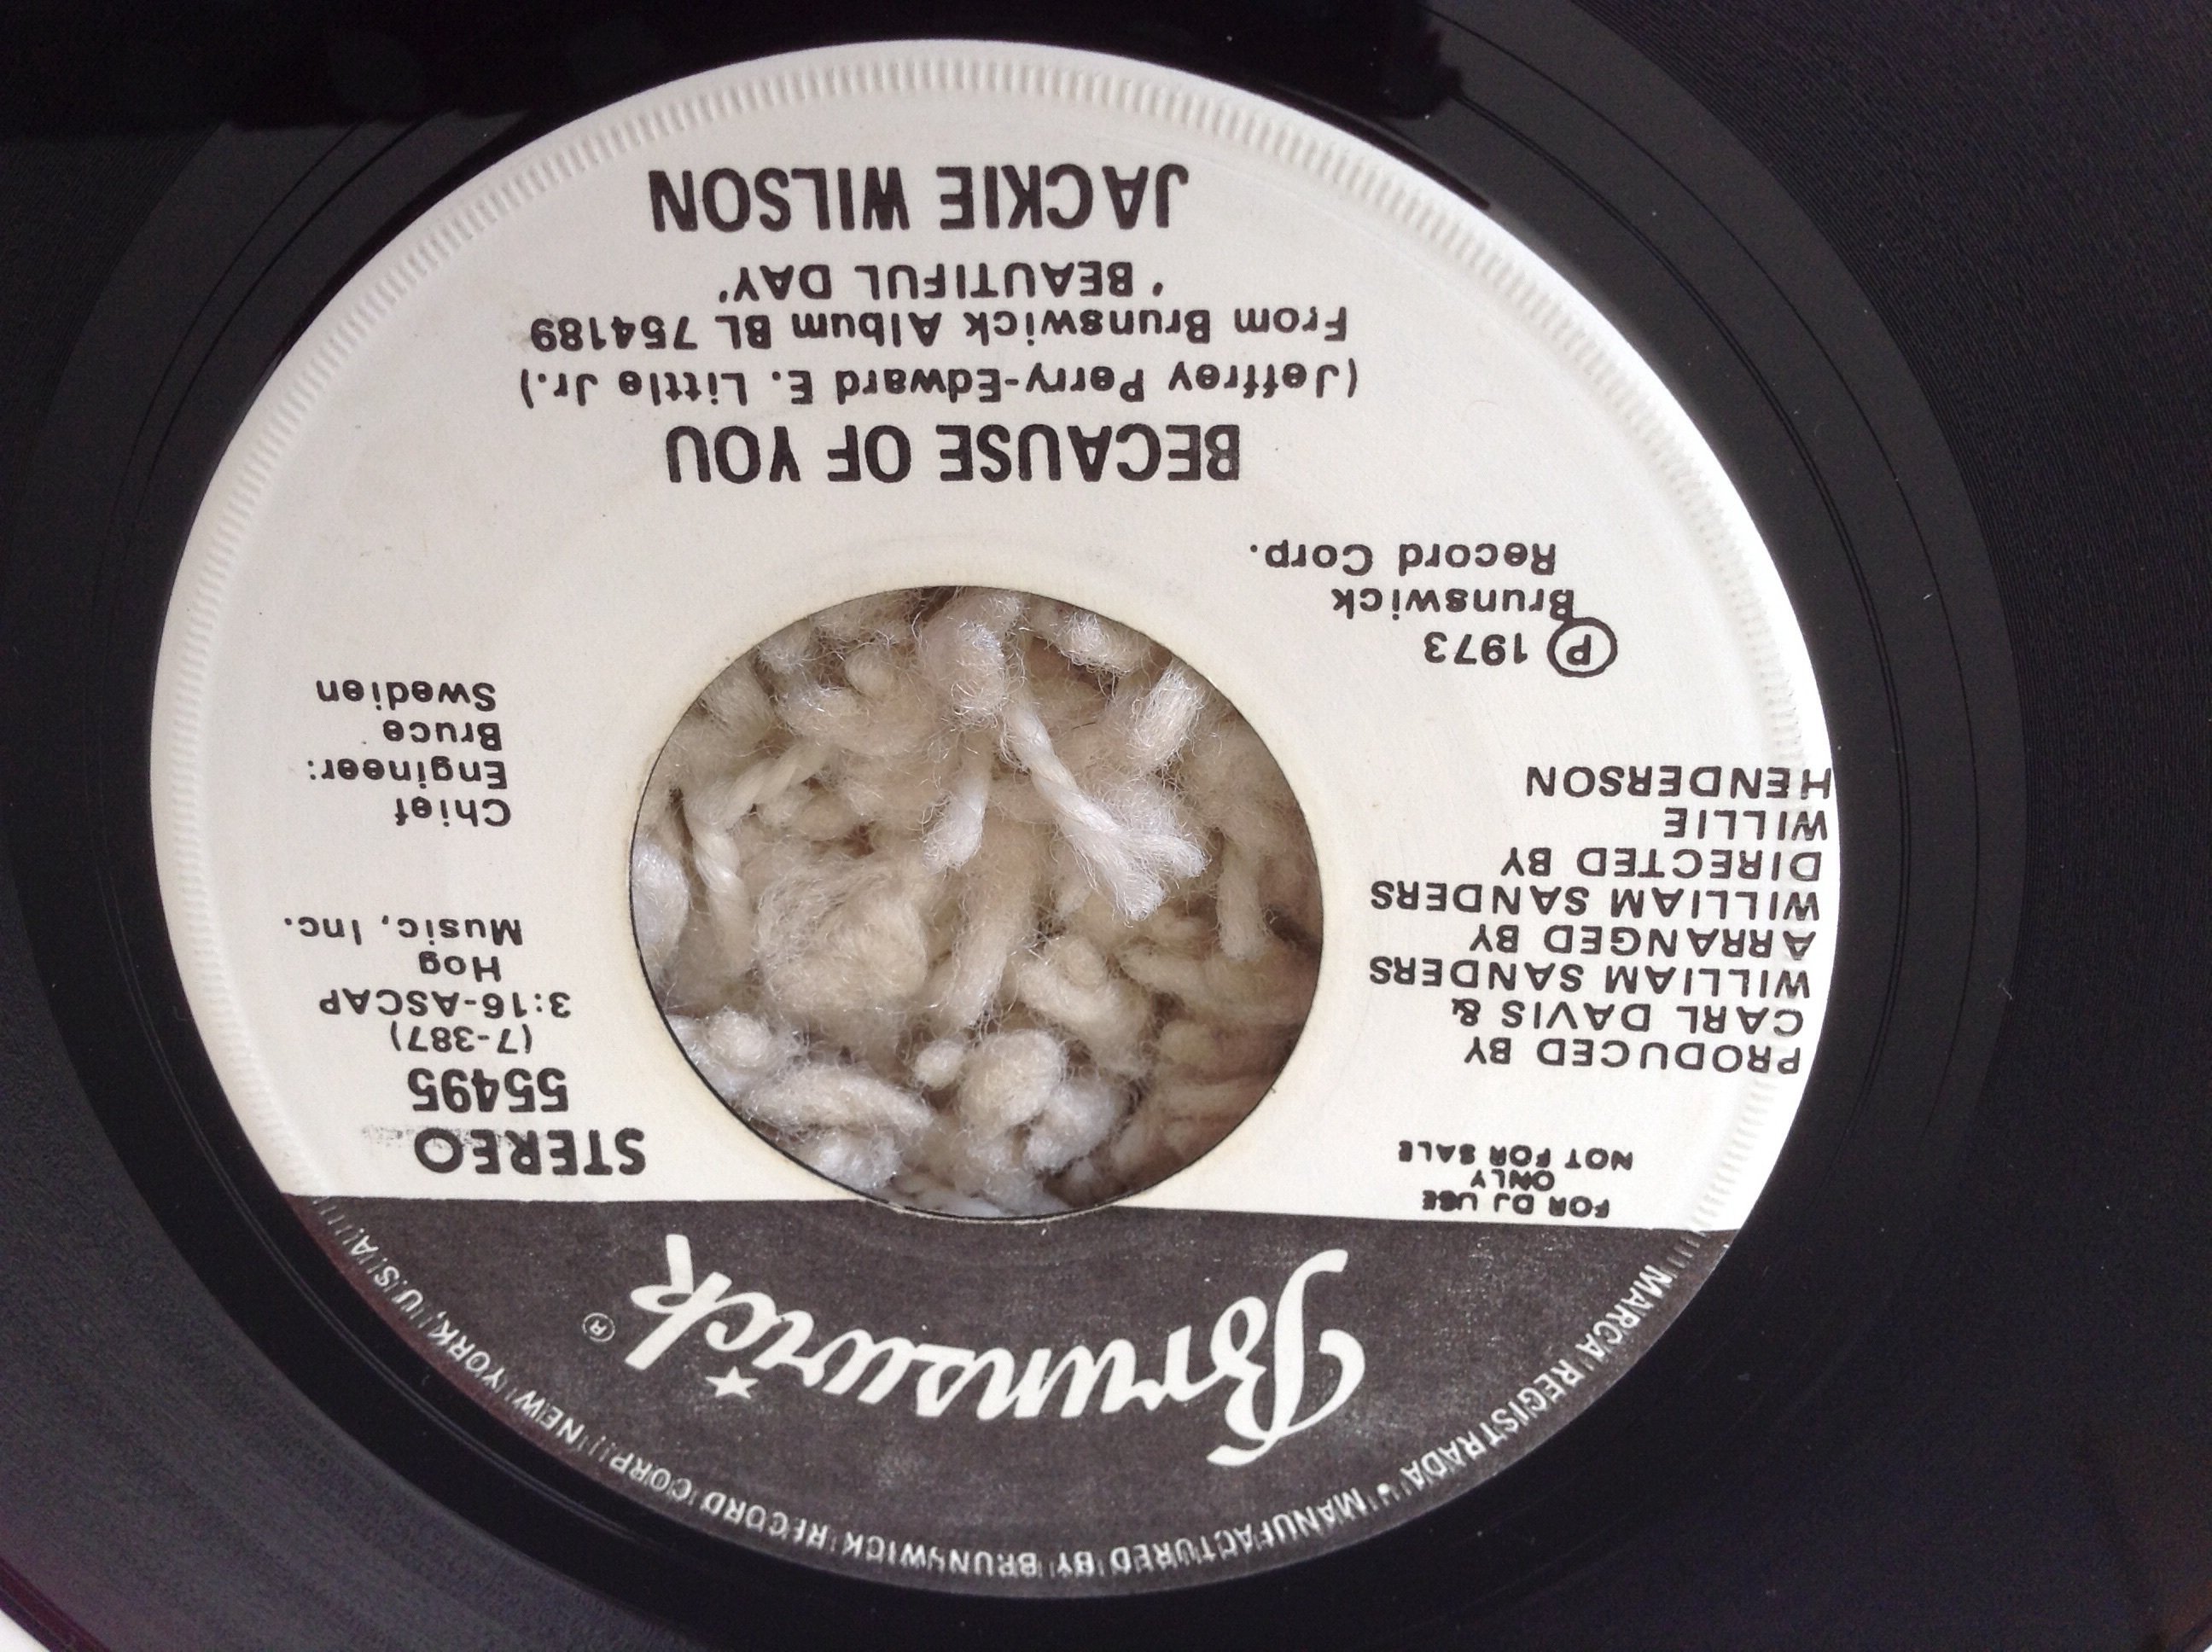 MARCA REGISTRADA • MANUFACTURED BY BRUNSWICK RECORD CORP. NEW YORK, U.S.A.
Brunswick®
FOR DJ USE
ONLY
NOT FOR SALE
STEREO
55495
(7-387)
3:16-ASCAP
Hog
Music, Inc.
PRODUCED BY
CARL DAVIS &
WILLIAM SANDERS
ARRANGED BY
WILLIAM SANDERS
DIRECTED BY
WILLIE
HENDERSON
Chief
Engineer:
Bruce
Swedien
Ⓟ 1973
Brunswick
Record Corp.
BECAUSE OF YOU
(Jeffrey Perry-Edward E. Little Jr.)
From Brunswick Album BL 754189
'BEAUTIFUL DAY'
JACKIE WILSON